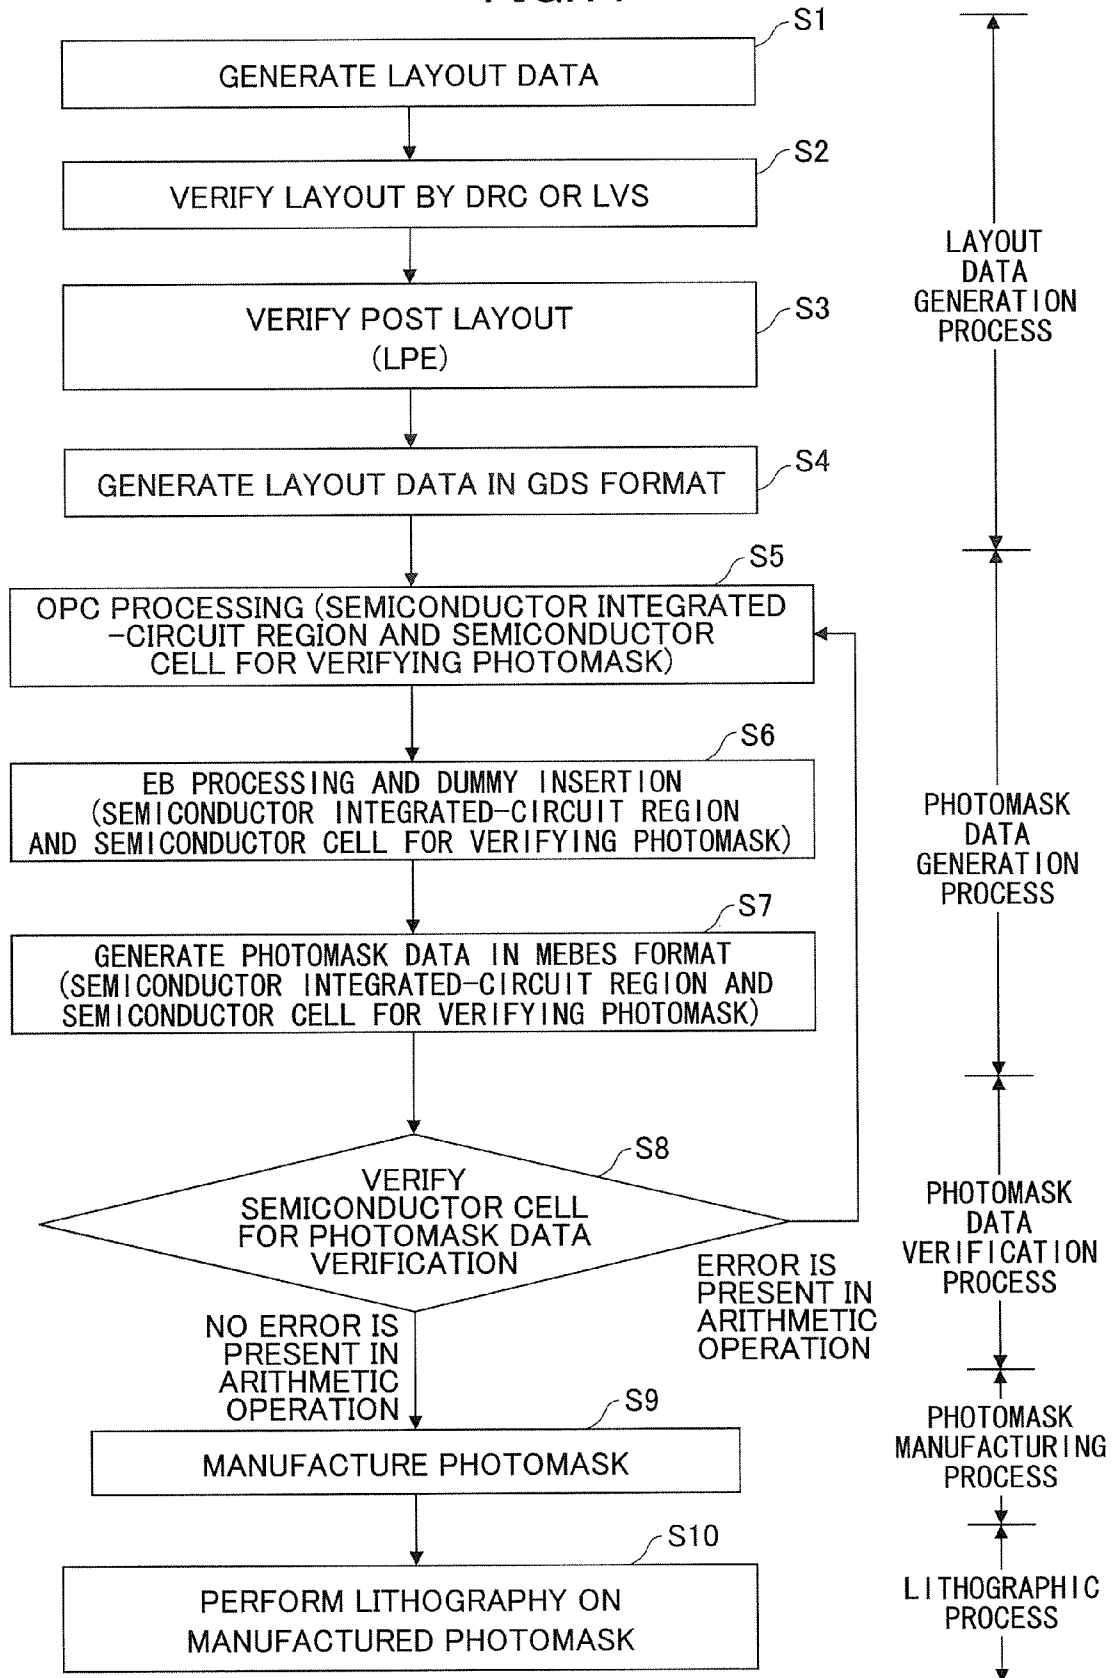 S1
GENERATE LAYOUT DATA
S2
VERIFY LAYOUT BY DRC OR LVS
S3
VERIFY POST LAYOUT
(LPE)
S4
GENERATE LAYOUT DATA IN GDS FORMAT
LAYOUT
DATA
GENERATION
PROCESS
S5
OPC PROCESSING (SEMICONDUCTOR INTEGRATED
-CIRCUIT REGION AND SEMICONDUCTOR
CELL FOR VERIFYING PHOTOMASK)
S6
EB PROCESSING AND DUMMY INSERTION
(SEMICONDUCTOR INTEGRATED-CIRCUIT REGION
AND SEMICONDUCTOR CELL FOR VERIFYING PHOTOMASK)
S7
GENERATE PHOTOMASK DATA IN MEBES FORMAT
(SEMICONDUCTOR INTEGRATED-CIRCUIT REGION AND
SEMICONDUCTOR CELL FOR VERIFYING PHOTOMASK)
PHOTOMASK
DATA
GENERATION
PROCESS
S8
VERIFY
SEMICONDUCTOR CELL
FOR PHOTOMASK DATA
VERIFICATION
ERROR IS
PRESENT IN
ARITHMETIC
OPERATION
NO ERROR IS
PRESENT IN
ARITHMETIC
OPERATION
PHOTOMASK
DATA
VERIFICATION
PROCESS
S9
MANUFACTURE PHOTOMASK
PHOTOMASK
MANUFACTURING
PROCESS
S10
PERFORM LITHOGRAPHY ON
MANUFACTURED PHOTOMASK
LITHOGRAPHIC
PROCESS